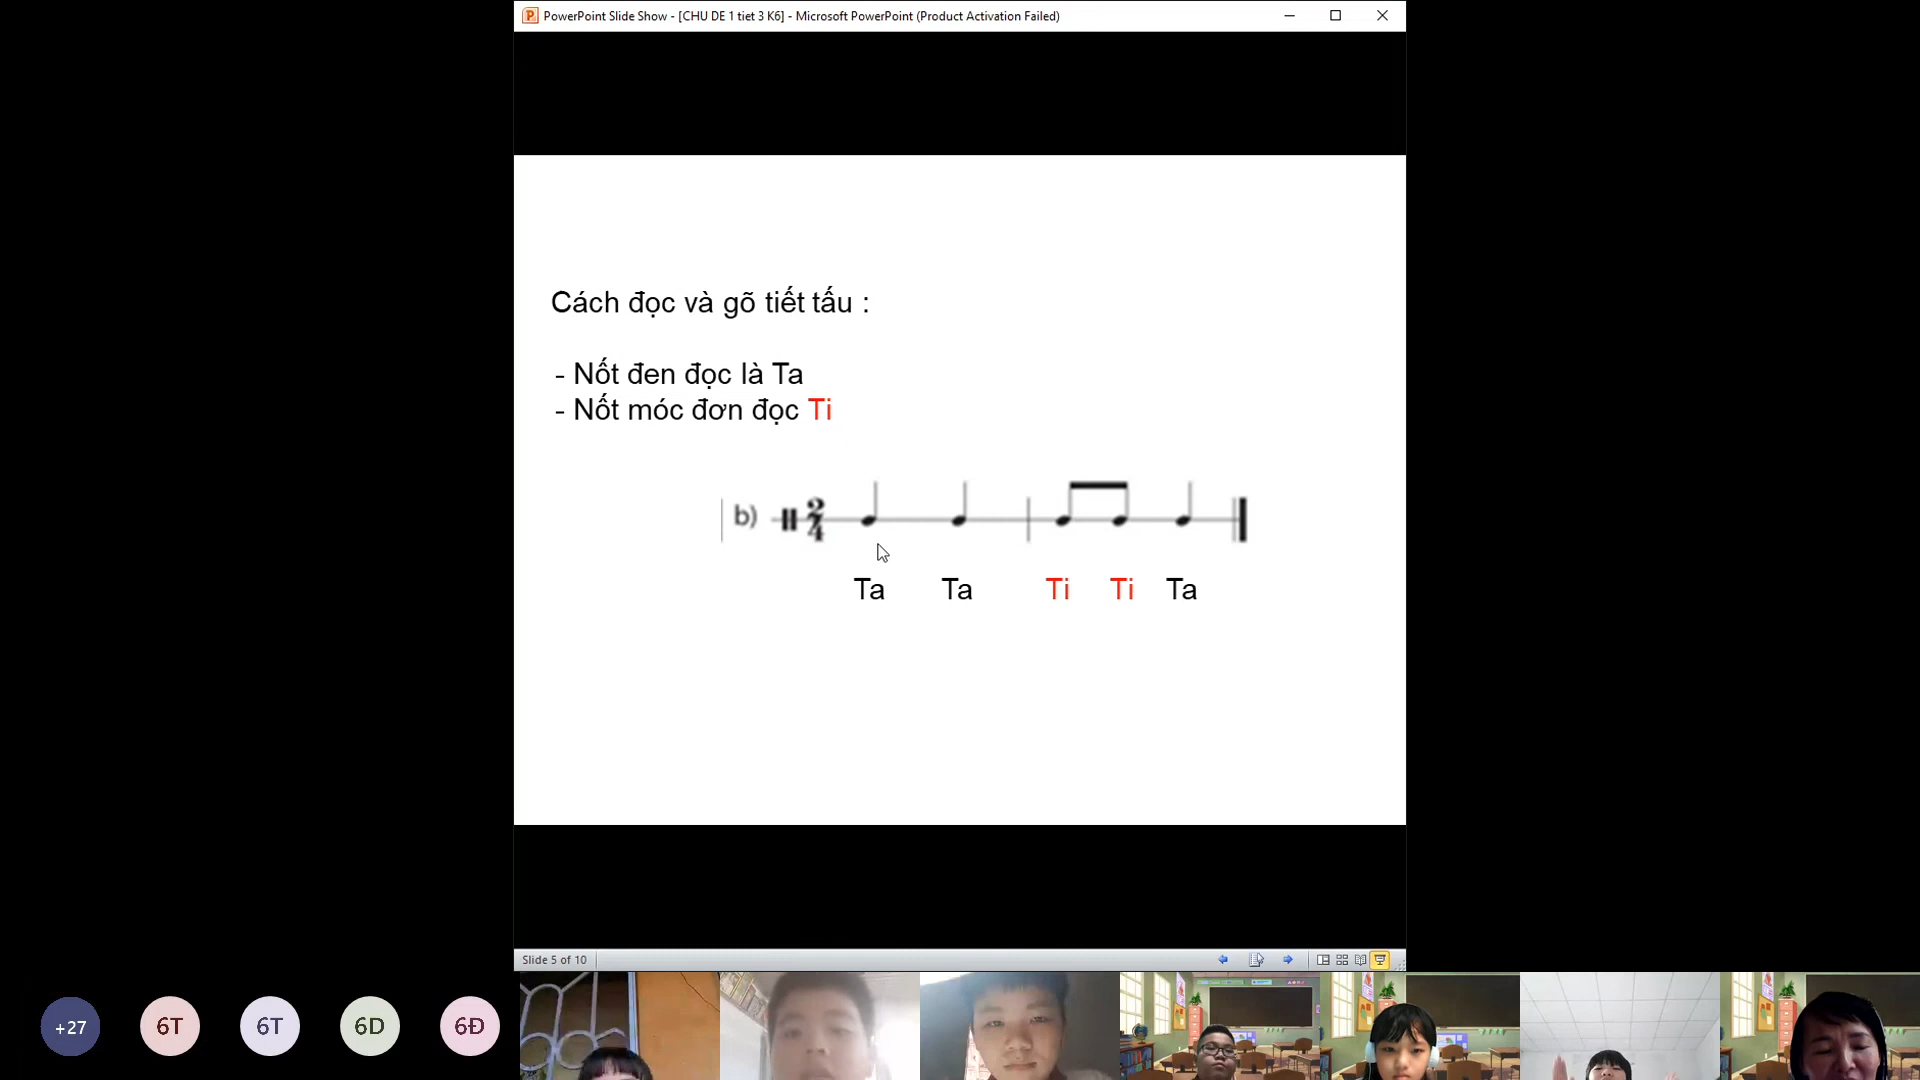 PowerPoint Slide Show - [CHU DE 1 tiet 3 K6] - Microsoft PowerPoint (Product Activation Failed)
Cách đọc và gõ tiết tấu :
- Nốt đen đọc là Ta
- Nốt móc đơn đọc Ti
b) 2 4
Ta Ta Ti Ti Ta
Slide 5 of 10
+27 6T 6T 6D 6Đ